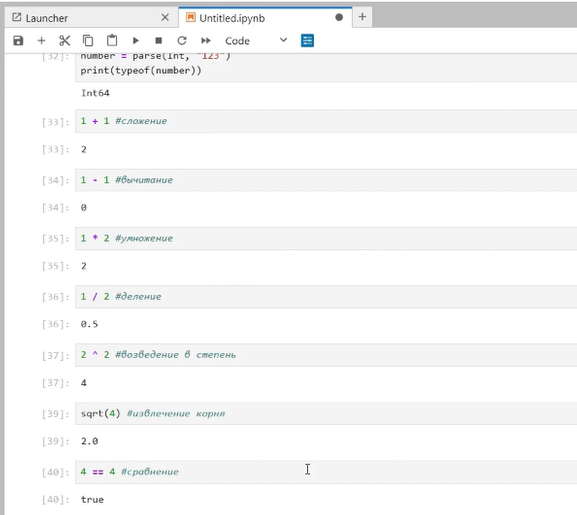 Launcher
Untitled.ipynb
Code
[32]: number = parse(Int, "123")
print(typeof(number))
Int64
[33]: 1 + 1 #сложение
[33]: 2
[34]: 1 - 1 #вычитание
[34]: 0
[35]: 1 * 2 #умножение
[35]: 2
[36]: 1 / 2 #деление
[36]: 0.5
[37]: 2 ^ 2 #возведение в степень
[37]: 4
[39]: sqrt(4) #извлечение корня
[39]: 2.0
[40]: 4 == 4 #сравнение
[40]: true